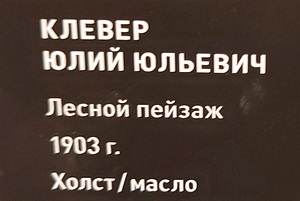 КЛЕВЕР
ЮЛИЙ ЮЛЬЕВИЧ
Лесной пейзаж
1903 г.
Холст/масло